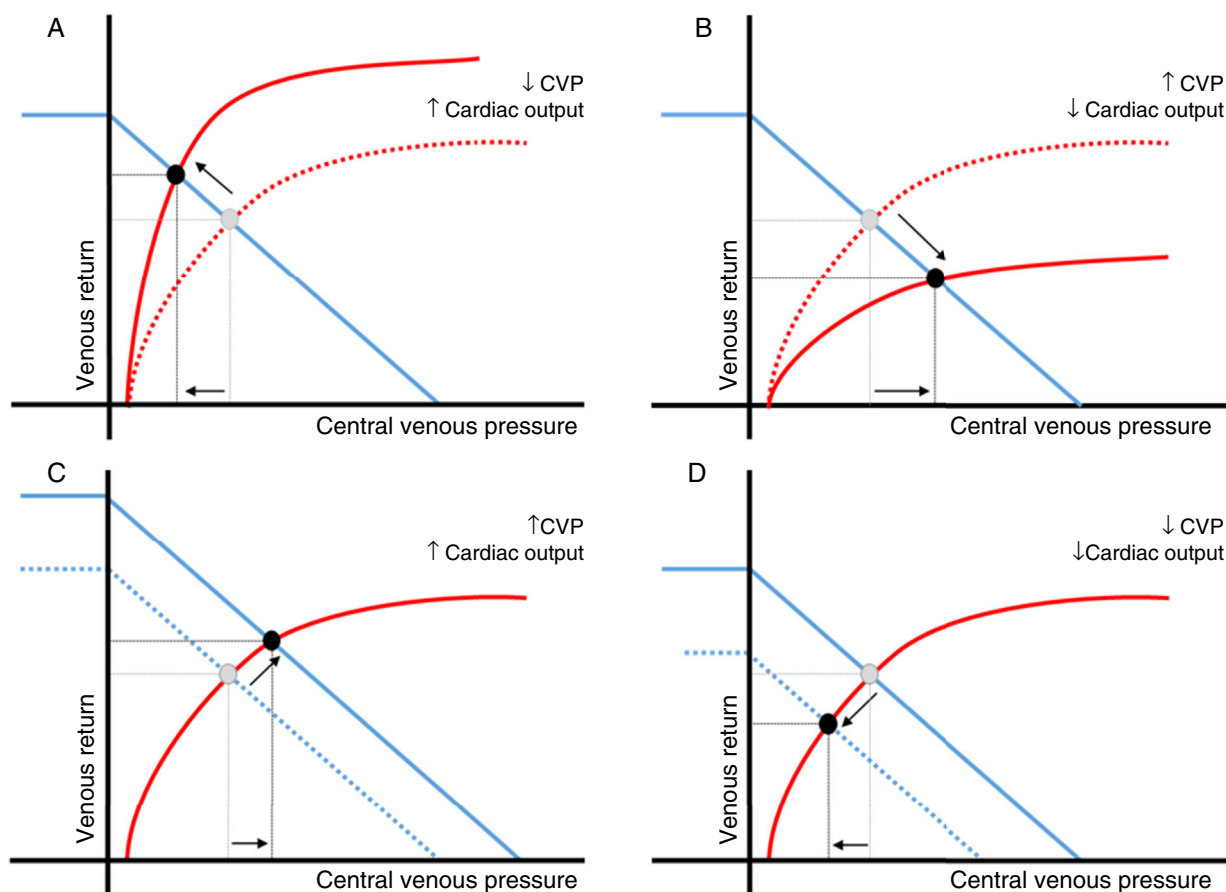 A
↓ CVP
↑ Cardiac output
Venous return
Central venous pressure
B
↑ CVP
↓ Cardiac output
Venous return
Central venous pressure
C
↑CVP
↑ Cardiac output
Venous return
Central venous pressure
D
↓ CVP
↓Cardiac output
Venous return
Central venous pressure